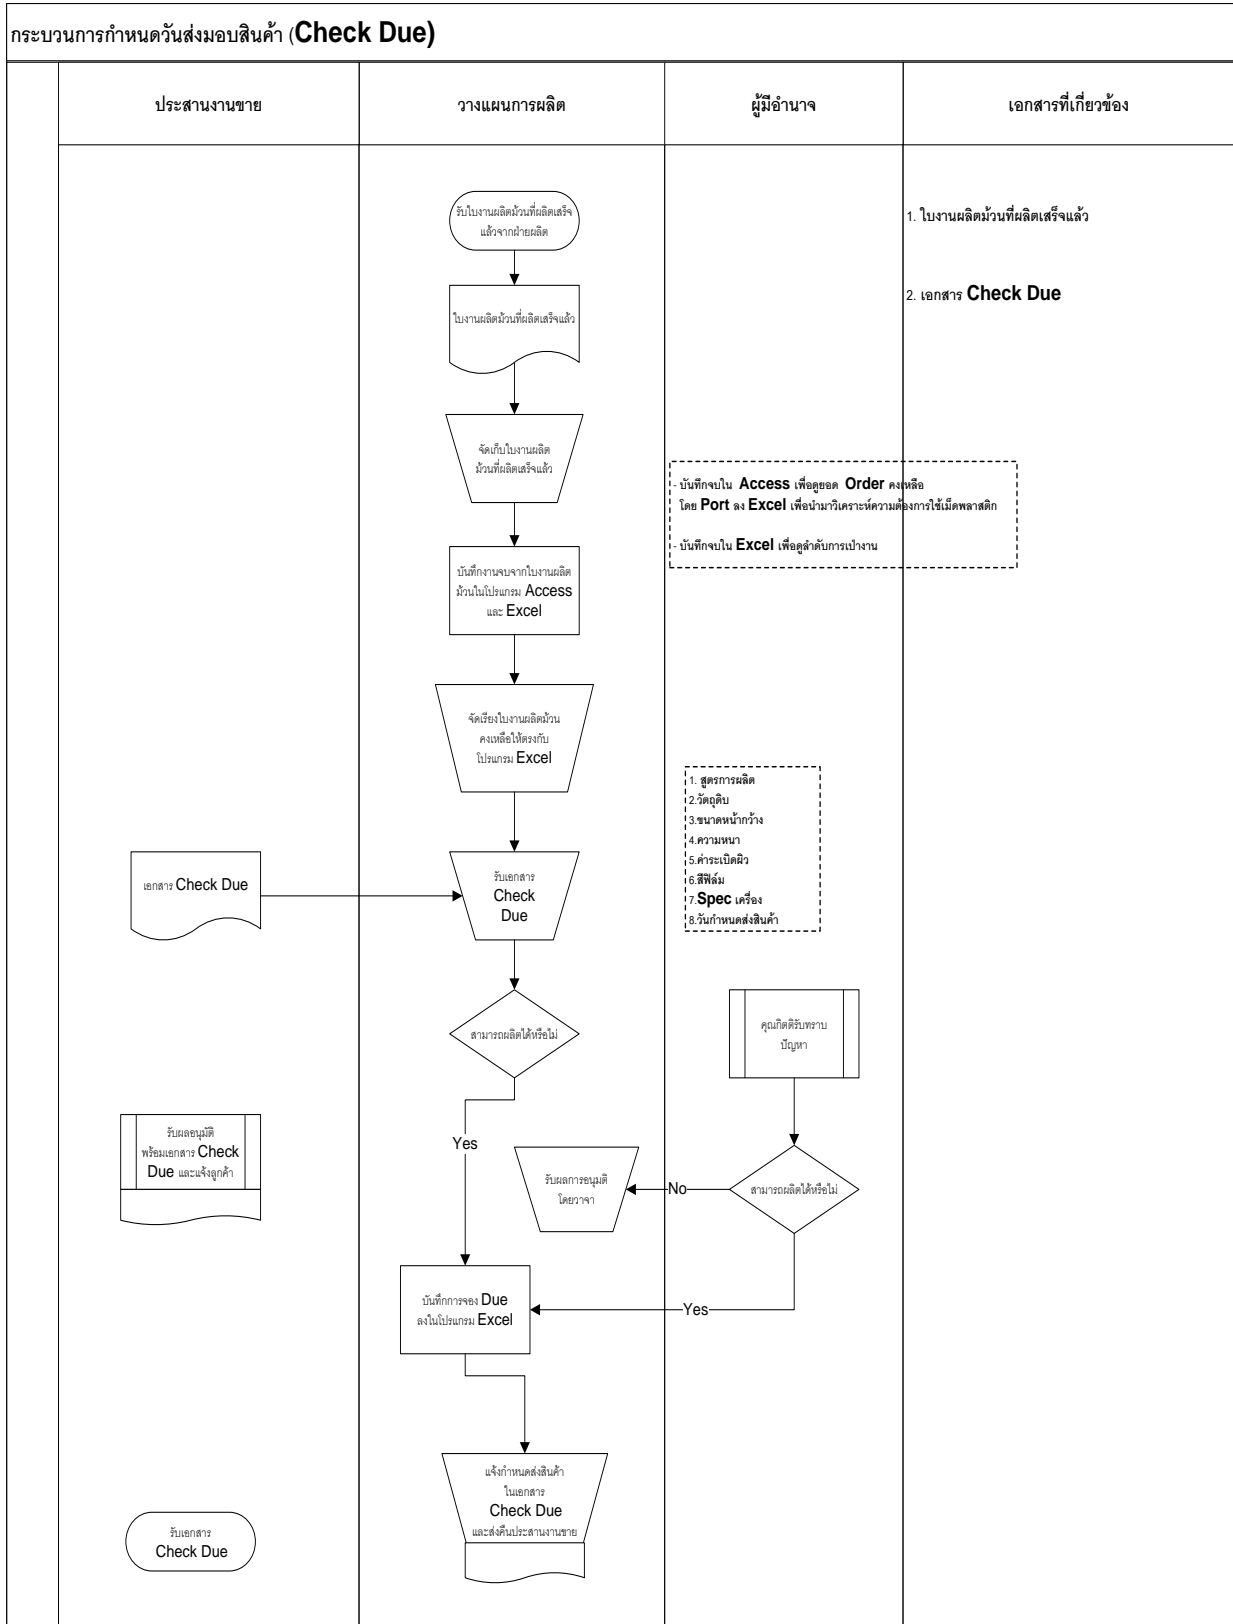 กระบวนการกำหนดวันส่งมอบสินค้า (Check Due)
ประสานงานขาย
วางแผนการผลิต
ผู้มีอำนาจ
เอกสารที่เกี่ยวข้อง
รับใบงานผลิตม้วนที่ผลิตเสร็จ
แล้วจากฝ่ายผลิต
1. ใบงานผลิตม้วนที่ผลิตเสร็จแล้ว
2. เอกสาร Check Due
ใบงานผลิตม้วนที่ผลิตเสร็จแล้ว
จัดเก็บใบงานผลิต
ม้วนที่ผลิตเสร็จแล้ว
- บันทึกจบใน Access เพื่อดูยอด Order คงเหลือ
โดย Port ลง Excel เพื่อนำมาวิเคราะห์ความต้องการใช้เม็ดพลาสติก
- บันทึกจบใน Excel เพื่อดูลำดับการเป่างาน
บันทึกงานจบจากใบงานผลิต
ม้วนในโปรแกรม Access
และ Excel
จัดเรียงใบงานผลิตม้วน
คงเหลือให้ตรงกับ
โปรแกรม Excel
1. สูตรการผลิต
2.วัตถุดิบ
3.ขนาดหน้ากว้าง
4.ความหนา
5.ค่าระเบิดผิว
6.สีฟิล์ม
7.Spec เครื่อง
8.วันกำหนดส่งสินค้า
เอกสาร Check Due
รับเอกสาร
Check
Due
สามารถผลิตได้หรือไม่
คุณกิตติรับทราบ
ปัญหา
รับผลอนุมัติ
พร้อมเอกสาร Check
Due และแจ้งลูกค้า
Yes
รับผลการอนุมติ
โดยวาจา
No
สามารถผลิตได้หรือไม่
บันทึกการจอง Due
ลงในโปรแกรม Excel
Yes
แจ้งกำหนดส่งสินค้า
ในเอกสาร
Check Due
และส่งคืนประสานงานขาย
รับเอกสาร
Check Due